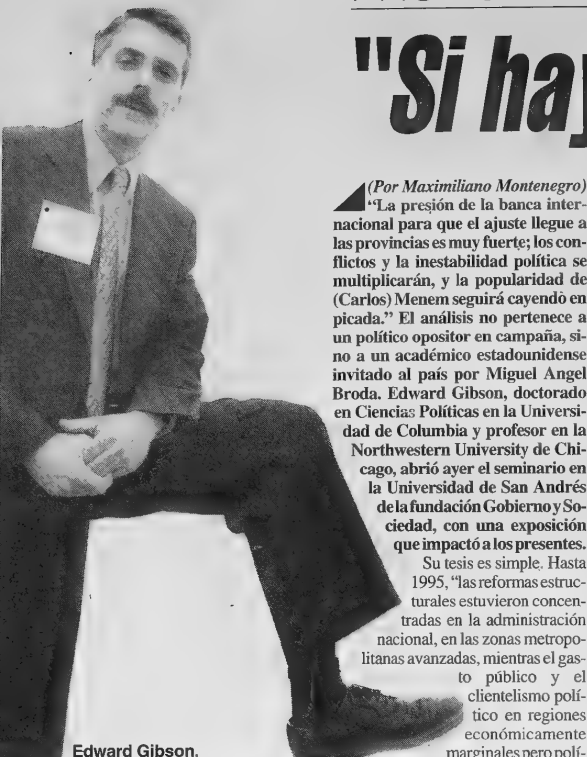 "Si hay
(Por Maximiliano Montenegro)
“La presión de la banca inter-
nacional para que el ajuste llegue a
las provincias es muy fuerte; los con-
flictos y la inestabilidad política se
multiplicarán, y la popularidad de
(Carlos) Menem seguirá cayendo en
picada.” El análisis no pertenece a
un político opositor en campaña, si-
no a un académico estadounidense
invitado al país por Miguel Angel
Broda. Edward Gibson, doctorado
en Ciencias Políticas en la Universi-
dad de Columbia y profesor en la
Northwestern University de Chi-
cago, abrió ayer el seminario en
la Universidad de San Andrés
de la fundación Gobierno y So-
ciedad, con una exposición
que impactó a los presentes.
Su tesis es simple. Hasta
1995, “las reformas estruc-
turales estuvieron concen-
tradas en la administración
nacional, en las zonas metropo-
litanas avanzadas, mientras el gas-
to público y el
clientelismo polí-
tico en regiones
económicamente
marginales pero polí-
Edward Gibson.